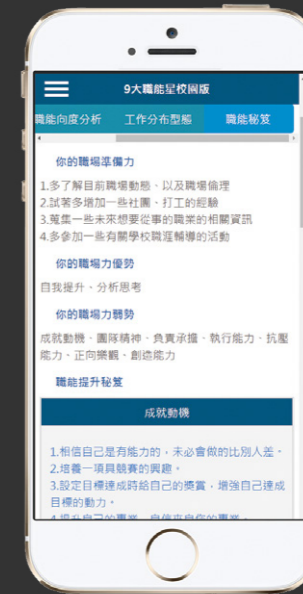 9大職能星校園版
職能向度分析 工作分布型態 職能秘笈
你的職場準備力
1.多了解目前職場動態、以及職場倫理
2.試著多增加一些社團、打工的經驗
3.蒐集一些未來想要從事的職業的相關資訊
4.多參加一些有關學校職涯輔導的活動
你的職場力優勢
自我提升、分析思考
你的職場力弱勢
成就動機、團隊精神、負責承擔、執行能力、抗壓
能力、正向樂觀、創造能力
職能提升秘笈
成就動機
1.相信自己是有能力的，未必會做的比別人差。
2.培養一項具競賽的興趣。
3.設定目標達成時給自己的獎賞，增強自己達成
目標的動力。